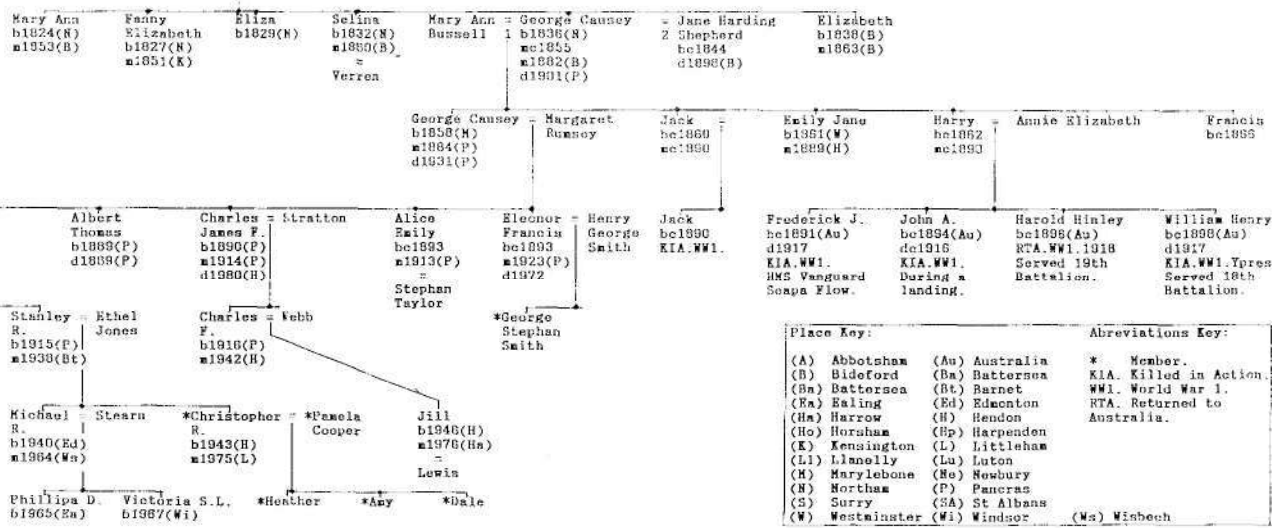 Mary Ann
b1824(N)
m1853(B)
Fanny
Elizabeth
b1827(N)
m1851(K)
Eliza
b1829(N)
Selina
b1832(N)
m1860(B)
=
Verren
Mary Ann = George Causey = Jane Harding
Bussell 1 b1836(N) 2 Shepherd
mc1855 bc1844
m1882(B) d1898(B)
d1901(P)
Elizabeth
b1838(B)
m1863(B)
George Causey = Margaret
b1858(M) Rumsey
m1884(P)
d1931(P)
Jack =
bc1860
mc1890
Emily Jane
b1861(W)
m1889(H)
Harry = Annie Elizabeth
bc1862
mc1893
Francis
bc1866
Albert
Thomas
b1889(P)
d1889(P)
Charles = Stratton
James F.
b1890(P)
m1914(P)
d1980(H)
Alice
Emily
bc1893
m1913(P)
=
Stephan
Taylor
Eleonor = Henry
Francis George
bc1893 Smith
m1923(P)
d1972
Jack
bc1890
KIA.WW1.
Frederick J.
bc1891(Au)
d1917
KIA.WW1.
HMS Vanguard
Scapa Flow.
John A.
bc1894(Au)
dc1916
KIA.WW1.
During a
landing.
Harold Hinley
bc1896(Au)
RTA.WW1.1918
Served 19th
Battalion.
William Henry
bc1898(Au)
d1917
KIA.WW1.Ypres
Served 18th
Battalion.
Stanley = Ethel
R. Jones
b1915(P)
m1938(Bt)
Charles = Webb
F.
b1916(P)
m1942(H)
*George
Stephan
Smith
Michael = Stearn
R.
b1940(Ed)
m1964(Ws)
*Christopher = *Pamela
R. Cooper
b1943(H)
m1975(L)
Jill
b1946(H)
m1976(Ha)
=
Lewis
Phillipa D.
b1965(Ea)
Victoria S.L.
b1967(Wi)
*Heather
*Amy
*Dale
Place Key: Abreviations Key:
(A) Abbotsham (Au) Australia * Member.
(B) Bideford (Ba) Battersea KIA. Killed in Action.
(Ba) Battersea (Bt) Barnet WW1. World War 1.
(Ea) Ealing (Ed) Edmonton RTA. Returned to
(Ha) Harrow (H) Hendon Australia.
(Ho) Horsham (Hp) Harpenden
(K) Kensington (L) Littleham
(Ll) Llanelly (Lu) Luton
(M) Marylebone (Ne) Newbury
(N) Northam (P) Pancras
(S) Surry (SA) St Albans
(W) Westminster (Wi) Windsor (Ws) Wisbech